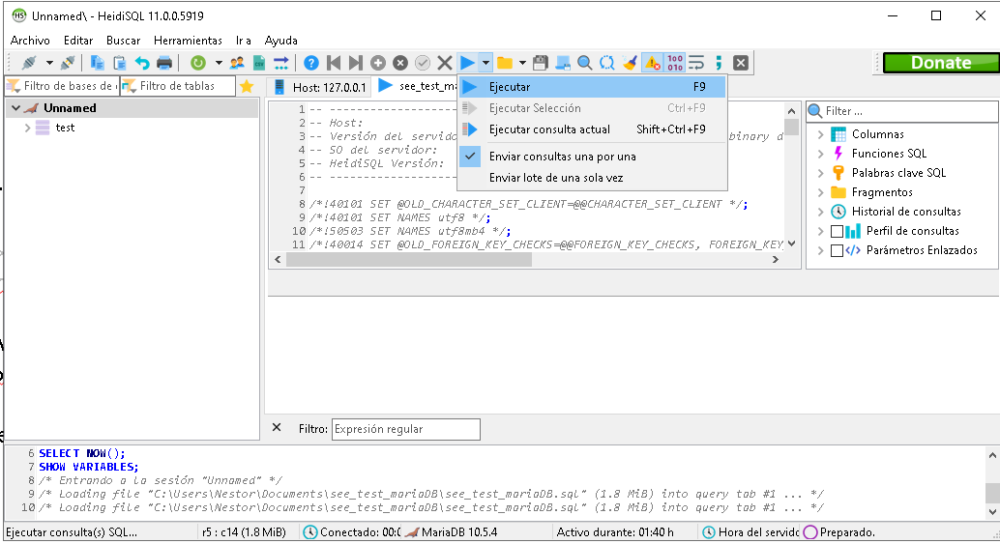 Unnamed\ - HeidiSQL 11.0.0.5919
Archivo Editar Buscar Herramientas Ir a Ayuda
Donate
Filtro de bases de Filtro de tablas
Host: 127.0.0.1 see_test_ma
Unnamed
test
Ejecutar F9
Ejecutar Selección Ctrl+F9
Ejecutar consulta actual Shift+Ctrl+F9
Enviar consultas una por una
Enviar lote de una sola vez
1 -- --------------------
2 -- Host:
3 -- Versión del servido binary d
4 -- SO del servidor:
5 -- HeidiSQL Versión:
6 -- --------------------
7
8 /*!40101 SET @OLD_CHARACTER_SET_CLIENT=@@CHARACTER_SET_CLIENT */;
9 /*!40101 SET NAMES utf8 */;
10 /*!50503 SET NAMES utf8mb4 */;
11 /*!40014 SET @OLD_FOREIGN_KEY_CHECKS=@@FOREIGN_KEY_CHECKS, FOREIGN_KEY
Filter ...
Columnas
Funciones SQL
Palabras clave SQL
Fragmentos
Historial de consultas
Perfil de consultas
Parámetros Enlazados
Filtro: Expresión regular
6 SELECT NOW();
7 SHOW VARIABLES;
8 /* Entrando a la sesión "Unnamed" */
9 /* Loading file "C:\Users\Nestor\Documents\see_test_mariaDB\see_test_mariaDB.sql" (1.8 MiB) into query tab #1 ... */
10 /* Loading file "C:\Users\Nestor\Documents\see_test_mariaDB\see_test_mariaDB.sql" (1.8 MiB) into query tab #1 ... */
Ejecutar consulta(s) SQL... r5 : c14 (1.8 MiB) Conectado: 00:0 MariaDB 10.5.4 Activo durante: 01:40 h Hora del servido Preparado.